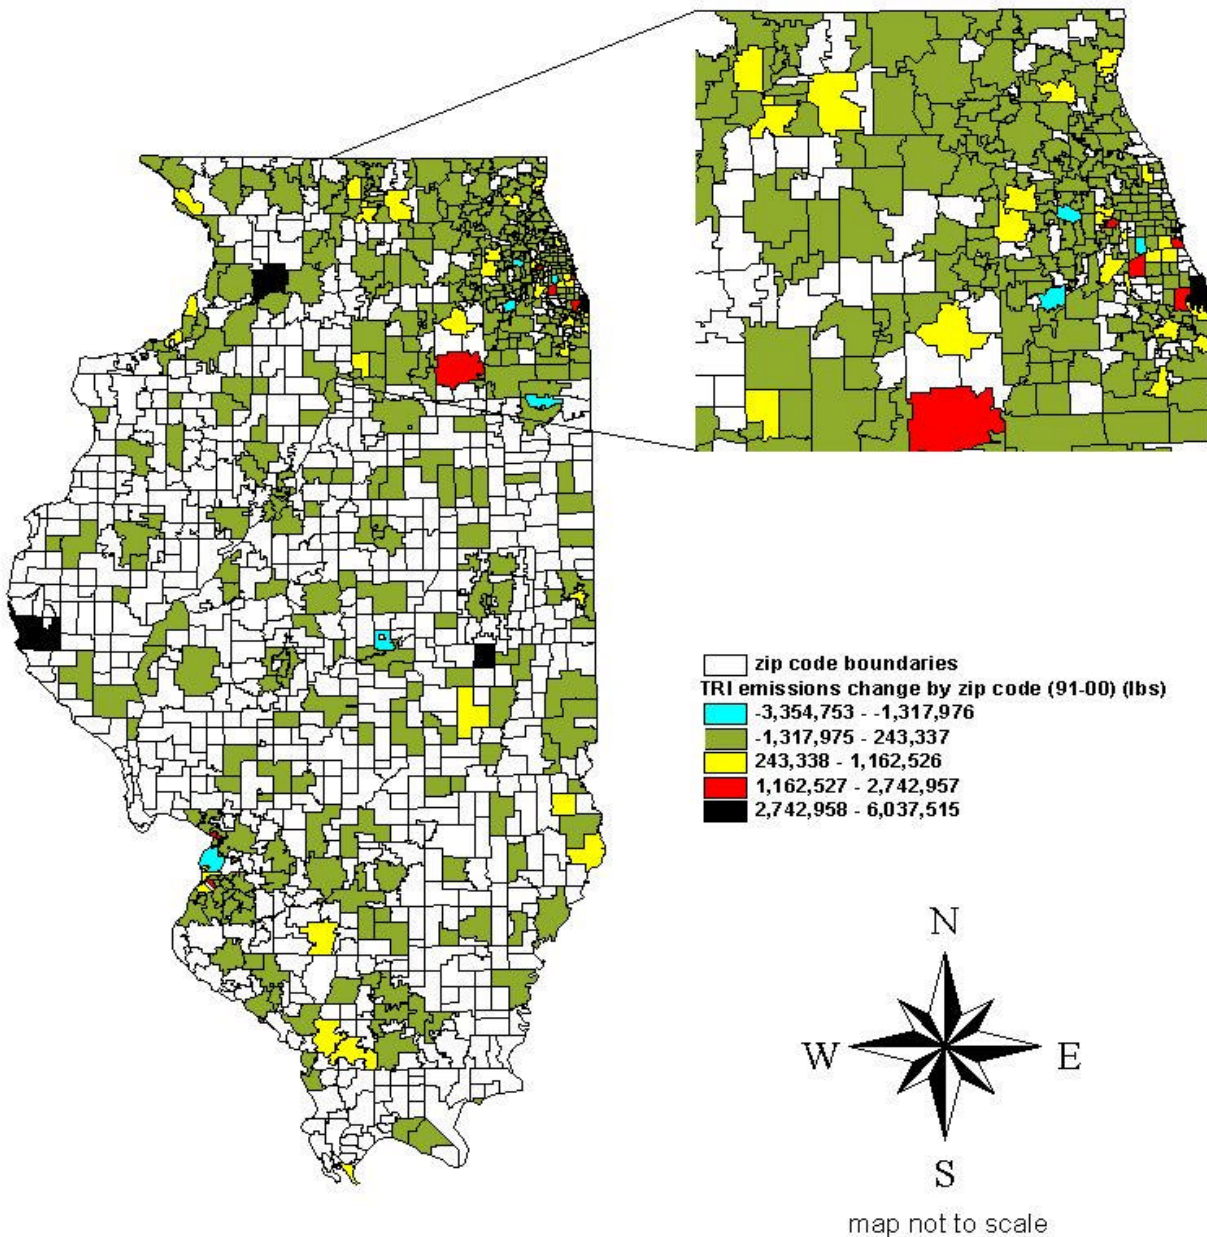 zip code boundaries
TRI emissions change by zip code (91-00) (lbs)
-3,354,753 - -1,317,976
-1,317,975 - 243,337
243,338 - 1,162,526
1,162,527 - 2,742,957
2,742,958 - 6,037,515
N
W E
S
map not to scale